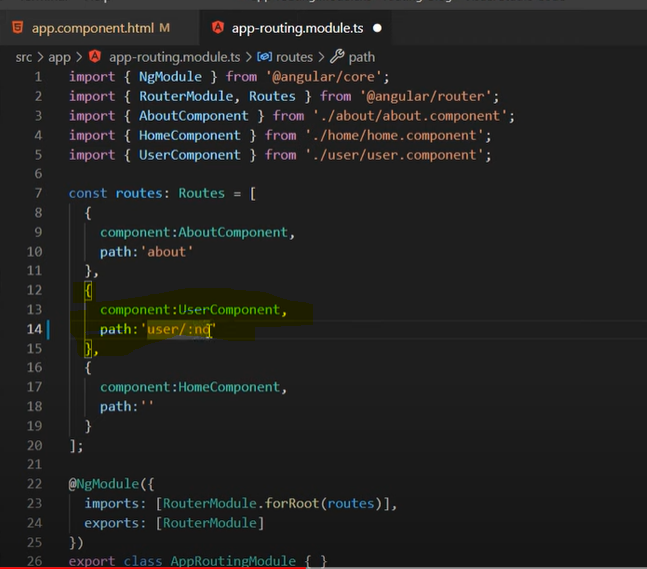 app.component.html M
app-routing.module.ts
src > app > app-routing.module.ts > routes > path
1 import { NgModule } from '@angular/core';
2 import { RouterModule, Routes } from '@angular/router';
3 import { AboutComponent } from './about/about.component';
4 import { HomeComponent } from './home/home.component';
5 import { UserComponent } from './user/user.component';
6
7 const routes: Routes = [
8 {
9 component:AboutComponent,
10 path:'about'
11 },
12 {
13 component:UserComponent,
14 path:'user/:no'
15 },
16 {
17 component:HomeComponent,
18 path:''
19 }
20 ];
21
22 @NgModule({
23 imports: [RouterModule.forRoot(routes)],
24 exports: [RouterModule]
25 })
26 export class AppRoutingModule { }